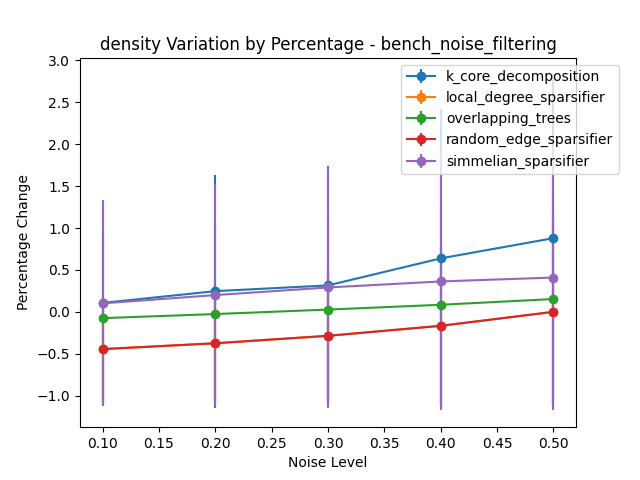 density Variation by Percentage - bench_noise_filtering
3.0
2.5
2.0
1.5
1.0
0.5
0.0
−0.5
−1.0
Percentage Change
k_core_decomposition
local_degree_sparsifier
overlapping_trees
random_edge_sparsifier
simmelian_sparsifier
0.10 0.15 0.20 0.25 0.30 0.35 0.40 0.45 0.50
Noise Level